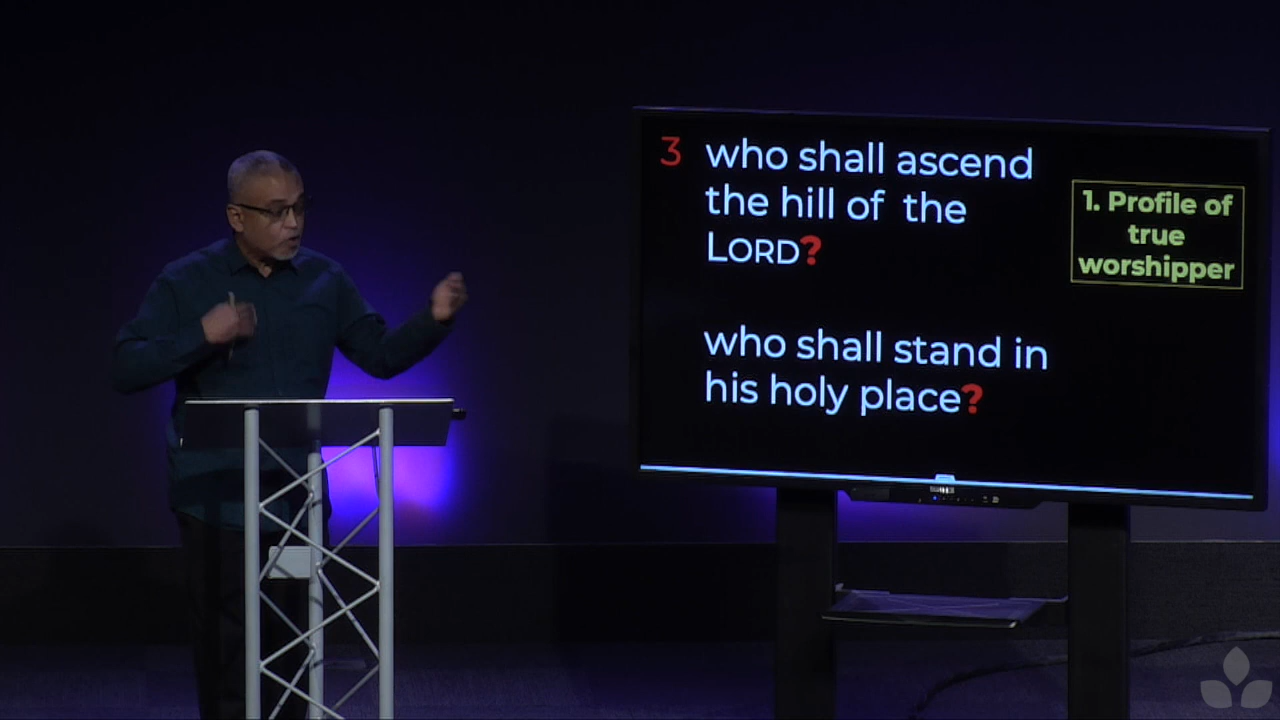 3 who shall ascend
the hill of the
LORD?
who shall stand in
his holy place?
1. Profile of
true
worshipper